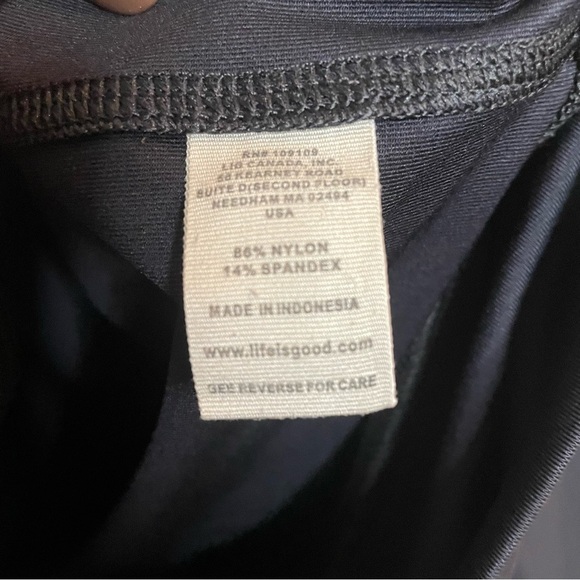 RN# 109109
LIG CANADA, INC.
66 KEARNEY ROAD
SUITE D(SECOND FLOOR)
NEEDHAM MA 02494
USA
86% NYLON
14% SPANDEX
MADE IN INDONESIA
www.lifeisgood.com
SEE REVERSE FOR CARE